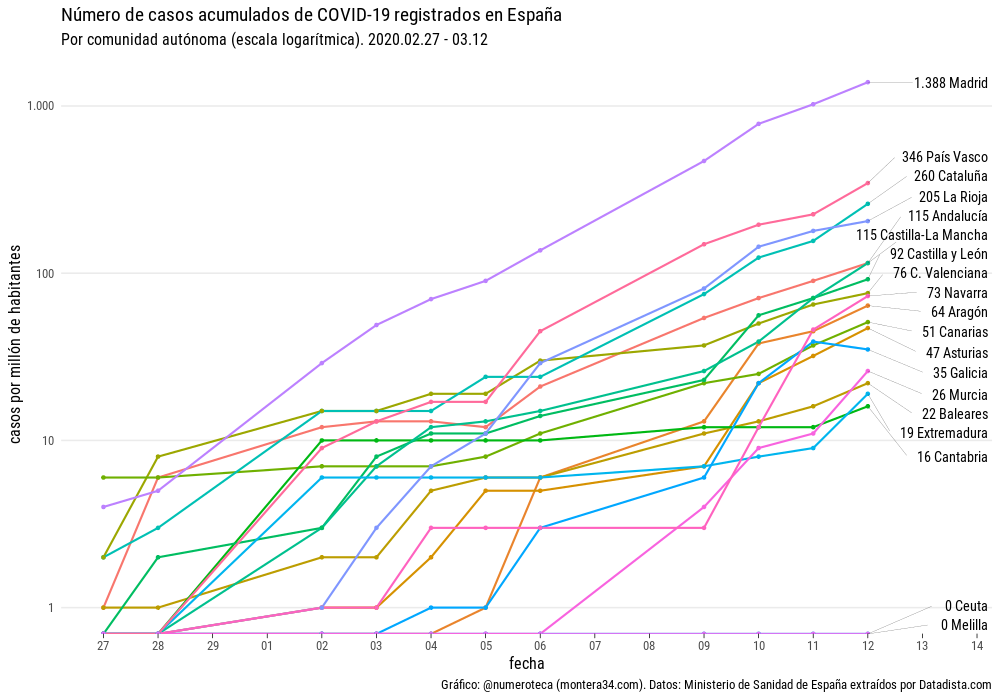 Número de casos acumulados de COVID-19 registrados en España
Por comunidad autónoma (escala logarítmica). 2020.02.27 - 03.12
casos por millón de habitantes
1.000
100
10
1
1.388 Madrid
346 País Vasco
260 Cataluña
205 La Rioja
115 Andalucía
115 Castilla-La Mancha
92 Castilla y León
76 C. Valenciana
73 Navarra
64 Aragón
51 Canarias
47 Asturias
35 Galicia
26 Murcia
22 Baleares
19 Extremadura
16 Cantabria
0 Ceuta
0 Melilla
27 28 29 01 02 03 04 05 06 07 08 09 10 11 12 13 14
fecha
Gráfico: @numeroteca (montera34.com). Datos: Ministerio de Sanidad de España extraídos por Datadista.com